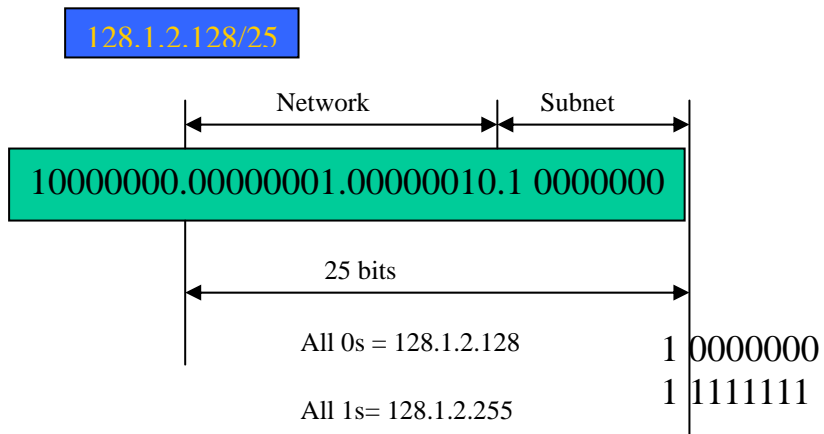 128.1.2.128/25
Network Subnet
10000000.00000001.00000010.1 0000000
25 bits
All 0s = 128.1.2.128
1 0000000
1 1111111
All 1s= 128.1.2.255